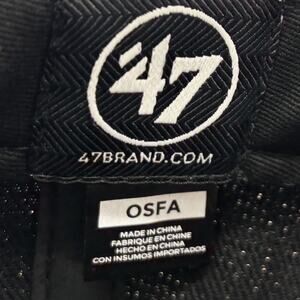 47
47BRAND.COM
OSFA
MADE IN CHINA
FABRIQUE EN CHINE
HECHO EN CHINA
CON INSUMOS IMPORTADOS